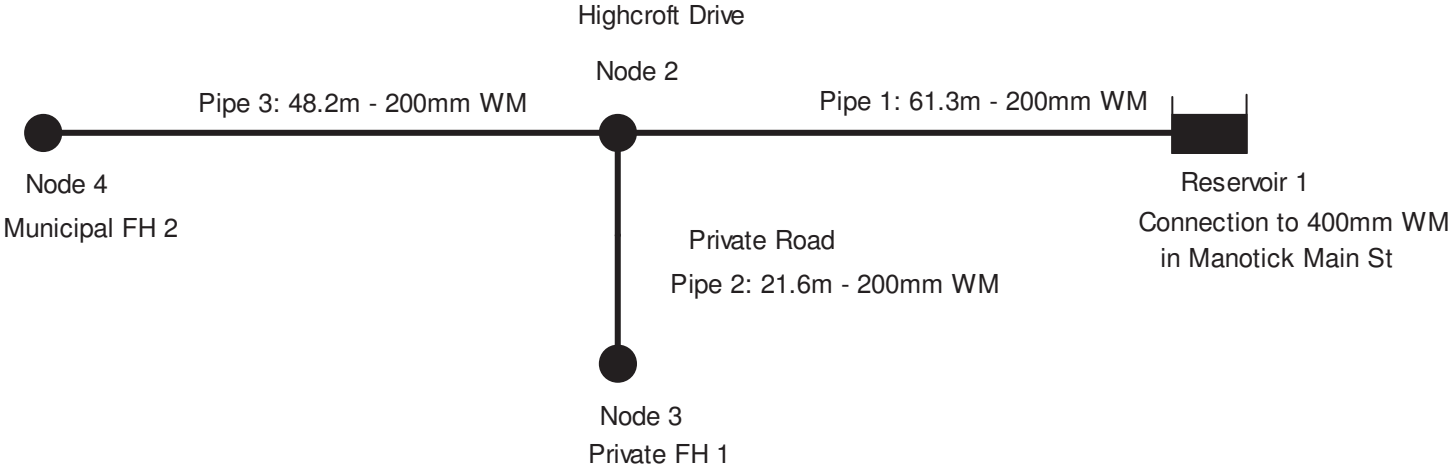 Highcroft Drive
Node 2
Pipe 3: 48.2m - 200mm WM
Pipe 1: 61.3m - 200mm WM
Node 4
Municipal FH 2
Reservoir 1
Connection to 400mm WM
in Manotick Main St
Private Road
Pipe 2: 21.6m - 200mm WM
Node 3
Private FH 1